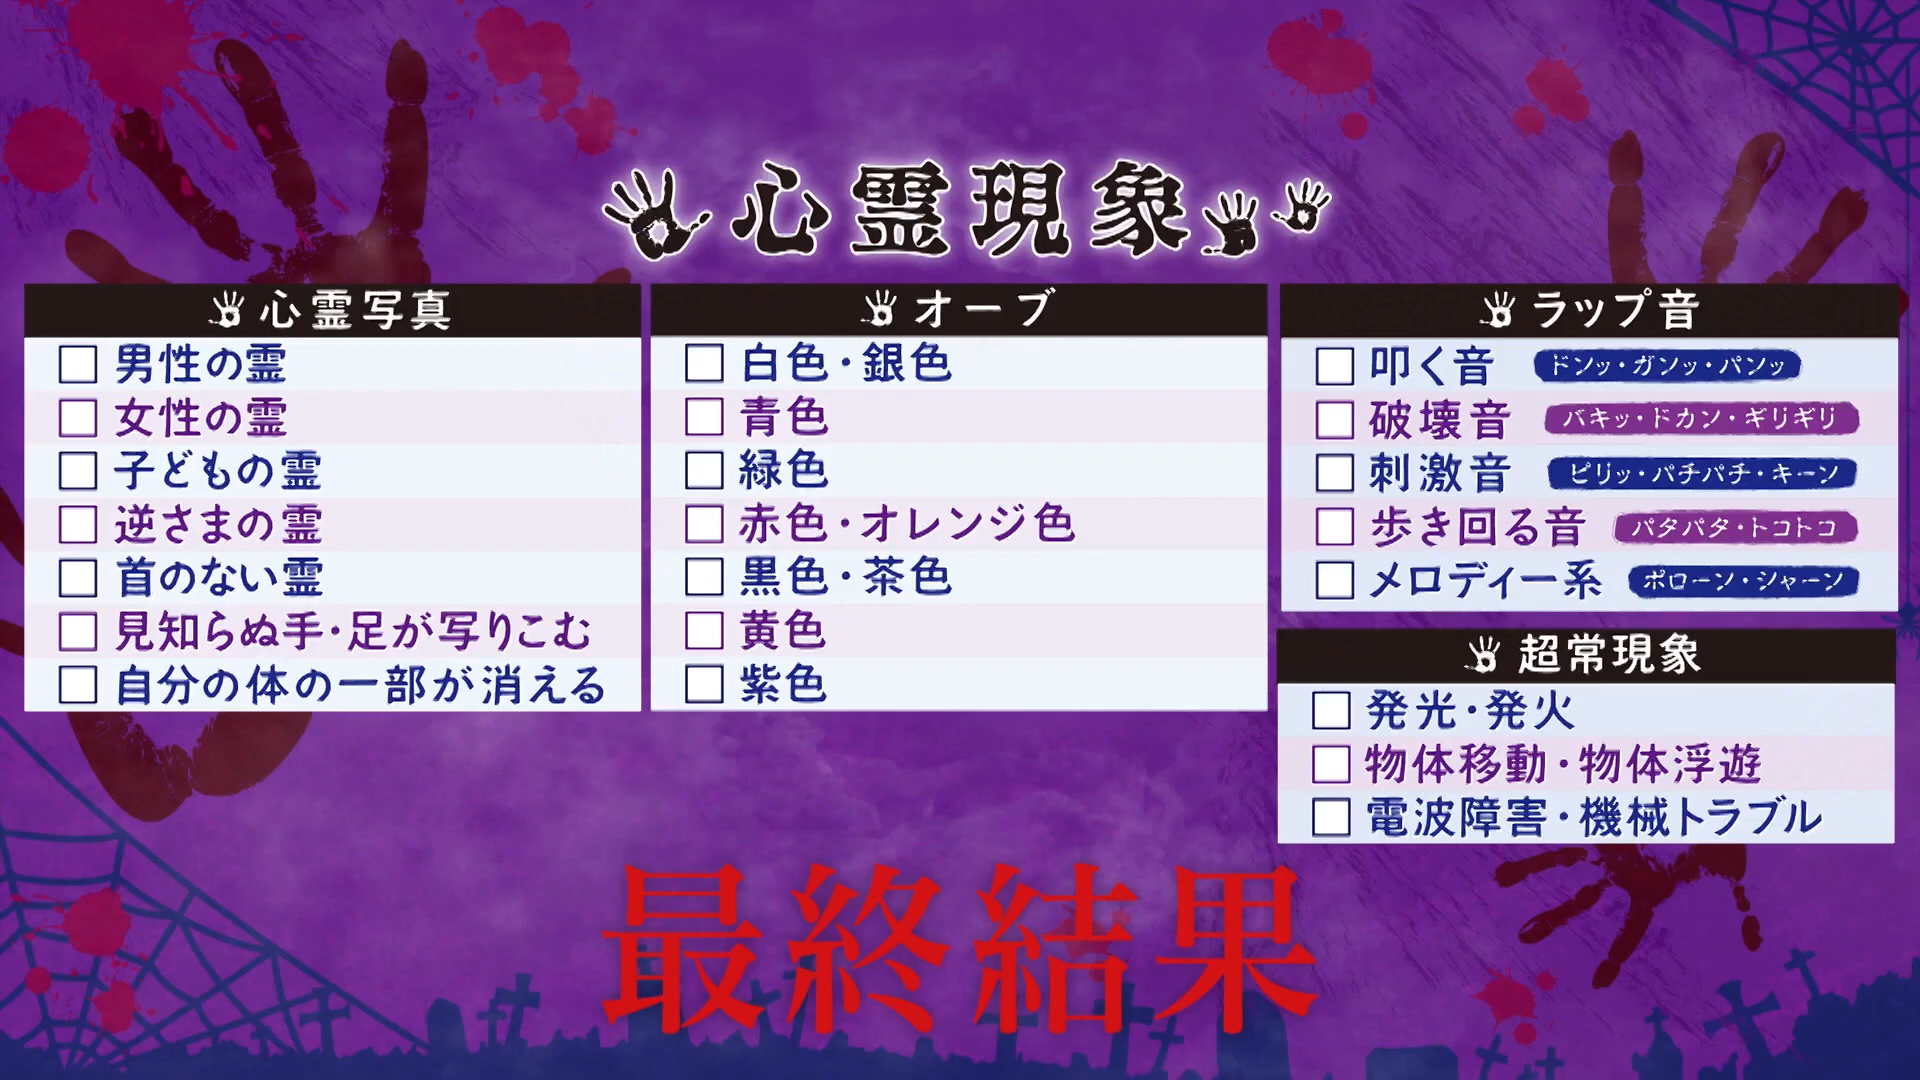 心霊現象
心霊写真
男性の霊
女性の霊
子どもの霊
逆さまの霊
首のない霊
見知らぬ手・足が写りこむ
自分の体の一部が消える
オーブ
白色・銀色
青色
緑色
赤色・オレンジ色
黒色・茶色
黄色
紫色
ラップ音
叩く音 ドンッ・ガンッ・パンッ
破壊音 バキッ・ドカン・ギリギリ
刺激音 ピリッ・パチパチ・キーン
歩き回る音 パタパタ・トコトコ
メロディー系 ポローン・シャーン
超常現象
発光・発火
物体移動・物体浮遊
電波障害・機械トラブル
最終結果